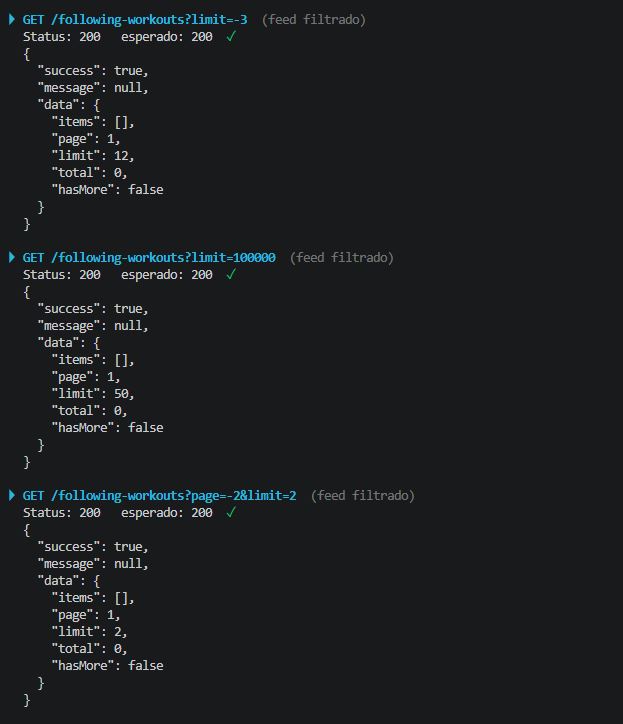 GET /following-workouts?limit=-3 (feed filtrado)
Status: 200 esperado: 200 ✓
{
"success": true,
"message": null,
"data": {
"items": [],
"page": 1,
"limit": 12,
"total": 0,
"hasMore": false
}
}
GET /following-workouts?limit=100000 (feed filtrado)
Status: 200 esperado: 200 ✓
{
"success": true,
"message": null,
"data": {
"items": [],
"page": 1,
"limit": 50,
"total": 0,
"hasMore": false
}
}
GET /following-workouts?page=-2&limit=2 (feed filtrado)
Status: 200 esperado: 200 ✓
{
"success": true,
"message": null,
"data": {
"items": [],
"page": 1,
"limit": 2,
"total": 0,
"hasMore": false
}
}